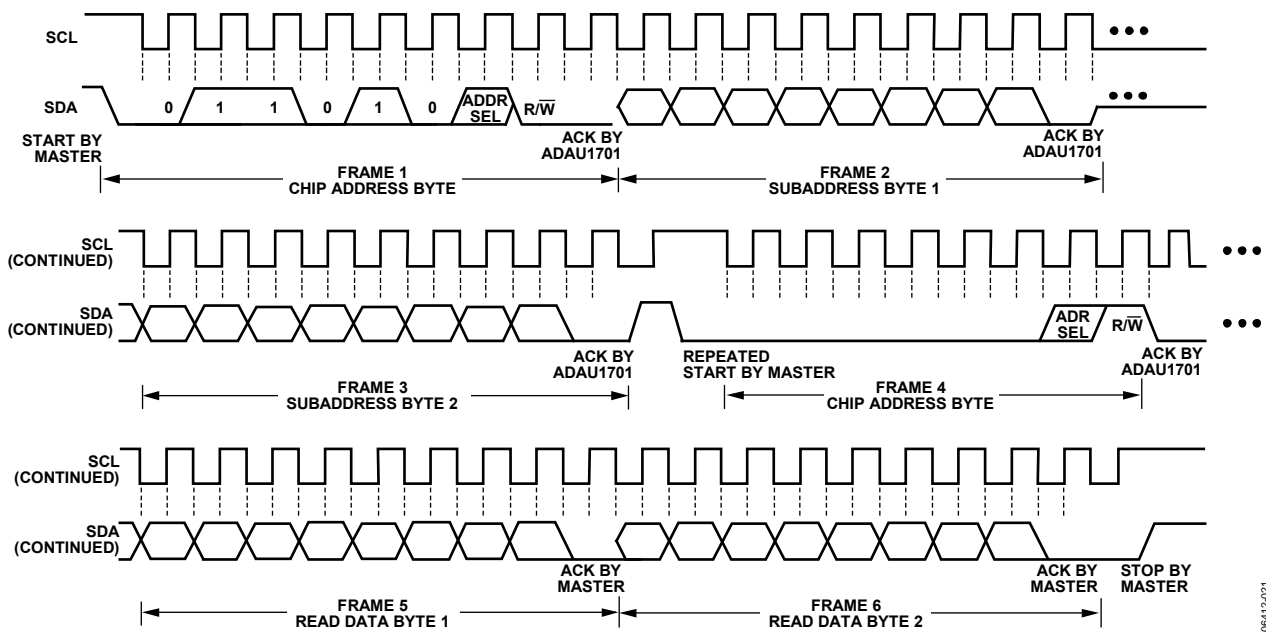 SCL
SDA
0 1 1 0 1 0 ADDR SEL R/W̅
START BY MASTER
ACK BY ADAU1701
ACK BY ADAU1701
FRAME 1
CHIP ADDRESS BYTE
FRAME 2
SUBADDRESS BYTE 1
SCL
(CONTINUED)
SDA
(CONTINUED)
ADR SEL R/W̅
ACK BY ADAU1701
REPEATED
START BY MASTER
ACK BY ADAU1701
FRAME 3
SUBADDRESS BYTE 2
FRAME 4
CHIP ADDRESS BYTE
SCL
(CONTINUED)
SDA
(CONTINUED)
ACK BY MASTER
ACK BY MASTER
STOP BY MASTER
FRAME 5
READ DATA BYTE 1
FRAME 6
READ DATA BYTE 2
06412-021